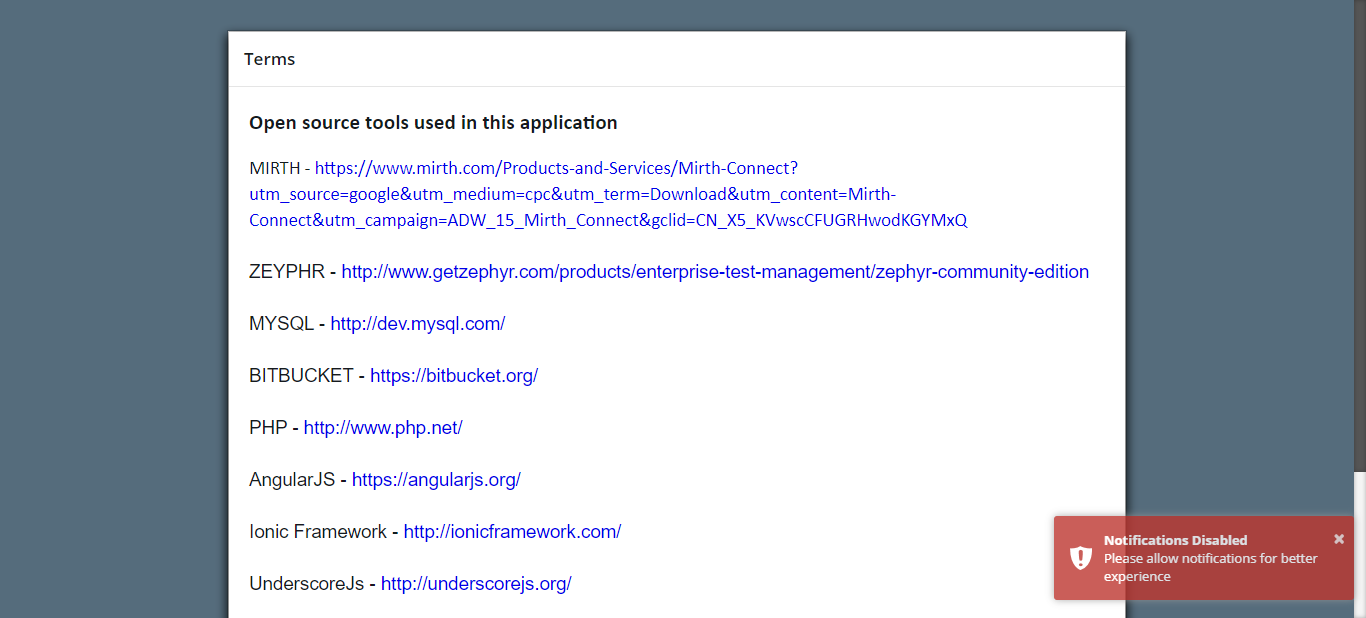 Terms
Open source tools used in this application
MIRTH - https://www.mirth.com/Products-and-Services/Mirth-Connect?
utm_source=google&utm_medium=cpc&utm_term=Download&utm_content=Mirth-
Connect&utm_campaign=ADW_15_Mirth_Connect&gclid=CN_X5_KVwscCFUGRHwodKGYMxQ
ZEYPHR - http://www.getzephyr.com/products/enterprise-test-management/zephyr-community-edition
MYSQL - http://dev.mysql.com/
BITBUCKET - https://bitbucket.org/
PHP - http://www.php.net/
AngularJS - https://angularjs.org/
Ionic Framework - http://ionicframework.com/
UnderscoreJs - http://underscorejs.org/
Notifications Disabled
Please allow notifications for better
experience